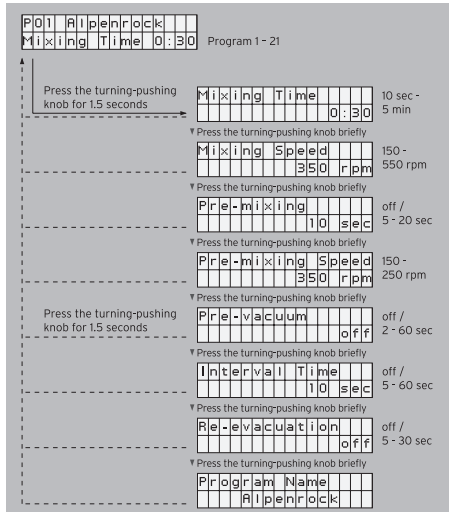 P01 Alpenrock
Mixing Time 0:30
Program 1 - 21
Press the turning-pushing
knob for 1.5 seconds
Mixing Time
0:30
10 sec -
5 min
Press the turning-pushing knob briefly
Mixing Speed
350 rpm
150 -
550 rpm
Press the turning-pushing knob briefly
Pre-mixing
10 sec
off /
5 - 20 sec
Press the turning-pushing knob briefly
Pre-mixing Speed
350 rpm
150 -
250 rpm
Press the turning-pushing knob briefly
Press the turning-pushing
knob for 1.5 seconds
Pre-vacuum
off
off /
2 - 60 sec
Press the turning-pushing knob briefly
Interval Time
10 sec
off /
5 - 60 sec
Press the turning-pushing knob briefly
Re-evacuation
off
off /
5 - 30 sec
Press the turning-pushing knob briefly
Program Name
Alpenrock